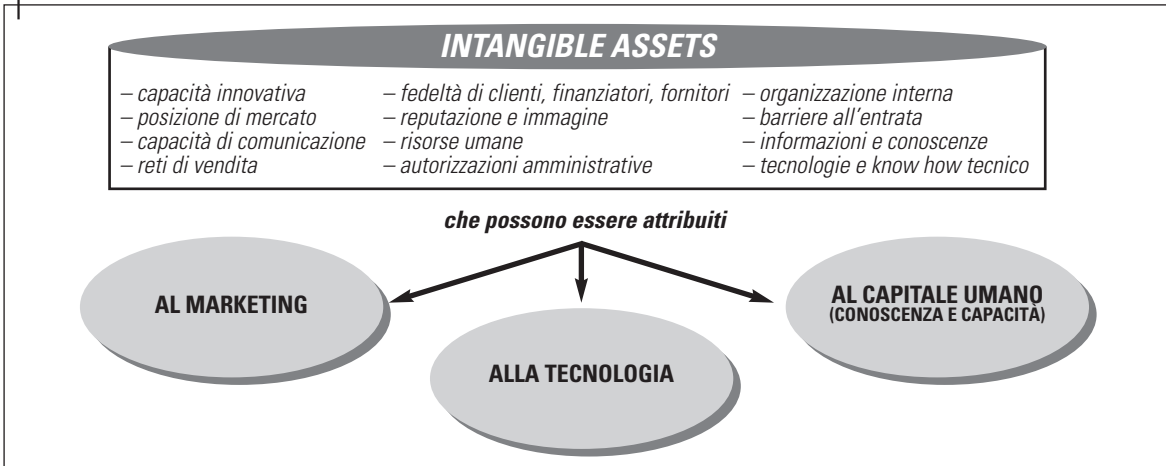 INTANGIBLE ASSETS
– capacità innovativa
– posizione di mercato
– capacità di comunicazione
– reti di vendita
– fedeltà di clienti, finanziatori, fornitori
– reputazione e immagine
– risorse umane
– autorizzazioni amministrative
– organizzazione interna
– barriere all'entrata
– informazioni e conoscenze
– tecnologie e know how tecnico
che possono essere attribuiti
AL MARKETING
ALLA TECNOLOGIA
AL CAPITALE UMANO
(CONOSCENZA E CAPACITÀ)